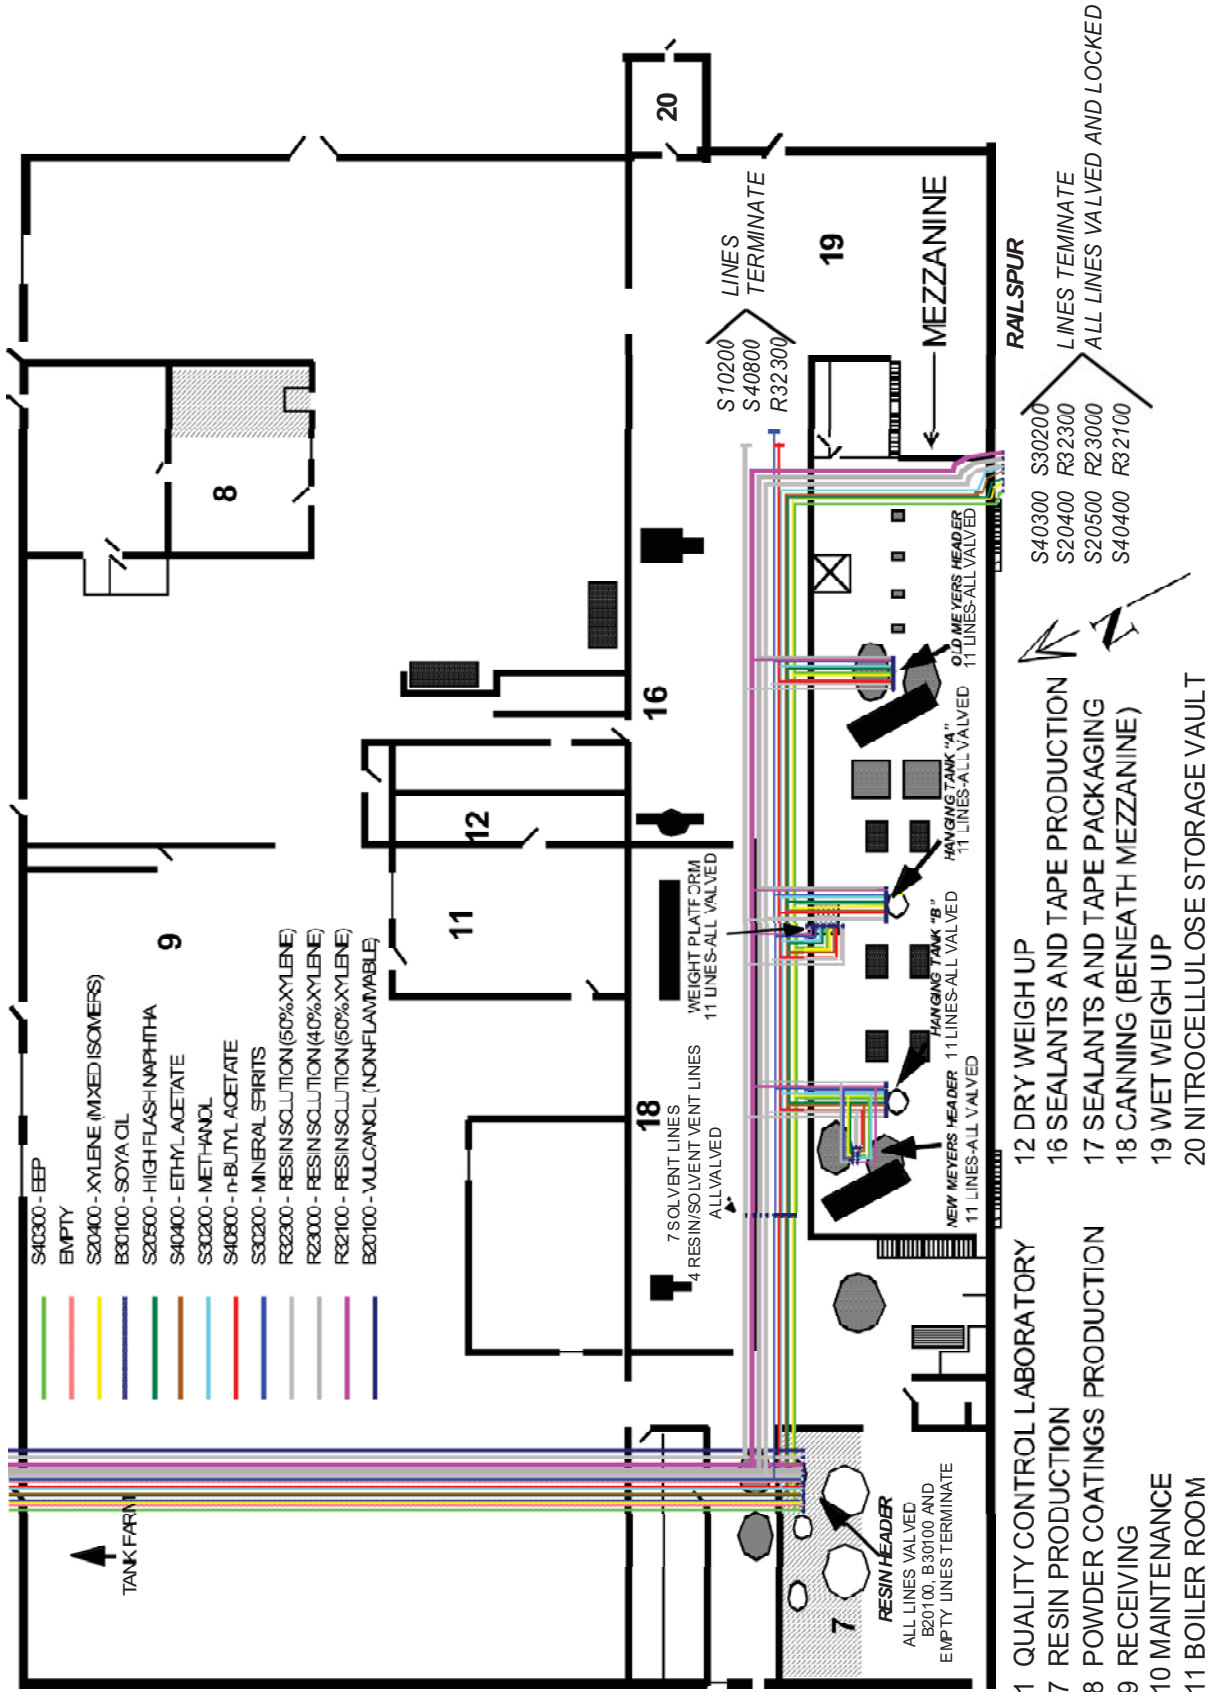 TANK FARM
S40300 - EEP
EMPTY
S20400 - XYLENE (MIXED ISOMERS)
B30100 - SOYA OIL
S20500 - HIGH FLASH NAPHTHA
S40400 - ETHYL ACETATE
S30200 - METHANOL
S40800 - n-BUTYL ACETATE
S30200 - MINERAL SPIRITS
R32300 - RESIN SOLUTION (50% XYLENE)
R23000 - RESIN SOLUTION (40% XYLENE)
R32100 - RESIN SOLUTION (50% XYLENE)
B20100 - VULCANOL (NON-FLAMMABLE)
9
8
11
12
16
18
20
19
7
7 SOLVENT LINES
4 RESIN/SOLVENT VENT LINES
ALL VALVED
WEIGHT PLATFORM
11 LINES-ALL VALVED
S10200
S40800
R32300
LINES
TERMINATE
MEZZANINE
RAILSPUR
RESIN HEADER
ALL LINES VALVED
B20100, B30100 AND
EMPTY LINES TERMINATE
NEW MEYERS HEADER
11 LINES-ALL VALVED
HANGING TANK "B"
11 LINES-ALL VALVED
HANGING TANK "A"
11 LINES-ALL VALVED
OLD MEYERS HEADER
11 LINES-ALL VALVED
S40300 S30200
S20400 R32300
S20500 R23000
S40400 R32100
LINES TEMINATE
ALL LINES VALVED AND LOCKED
N
1 QUALITY CONTROL LABORATORY
7 RESIN PRODUCTION
8 POWDER COATINGS PRODUCTION
9 RECEIVING
10 MAINTENANCE
11 BOILER ROOM
12 DRY WEIGH UP
16 SEALANTS AND TAPE PRODUCTION
17 SEALANTS AND TAPE PACKAGING
18 CANNING (BENEATH MEZZANINE)
19 WET WEIGH UP
20 NITROCELLULOSE STORAGE VAULT